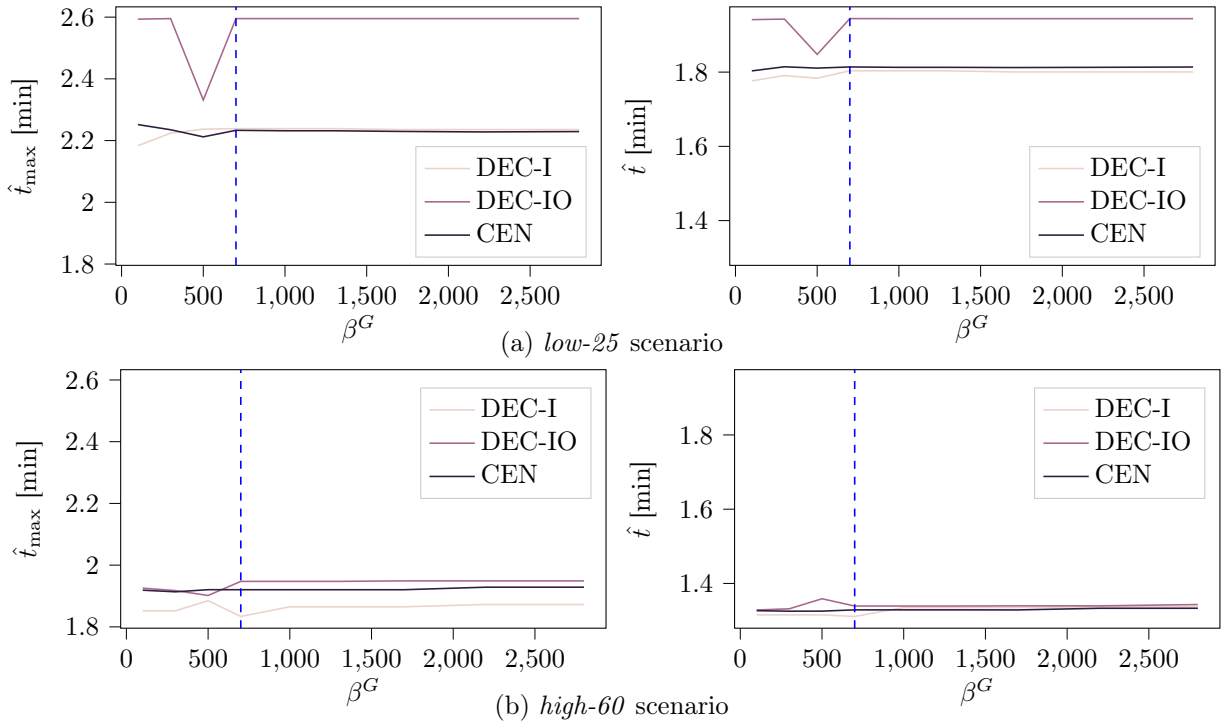 2.6
2.4
2.2
2
1.8
t̂max [min]
DEC-I
DEC-IO
CEN
0 500 1,000 1,500 2,000 2,500
β^G
1.8
1.6
1.4
t̂ [min]
DEC-I
DEC-IO
CEN
0 500 1,000 1,500 2,000 2,500
β^G
(a) low-25 scenario
2.6
2.4
2.2
2
1.8
t̂max [min]
DEC-I
DEC-IO
CEN
0 500 1,000 1,500 2,000 2,500
β^G
1.8
1.6
1.4
t̂ [min]
DEC-I
DEC-IO
CEN
0 500 1,000 1,500 2,000 2,500
β^G
(b) high-60 scenario